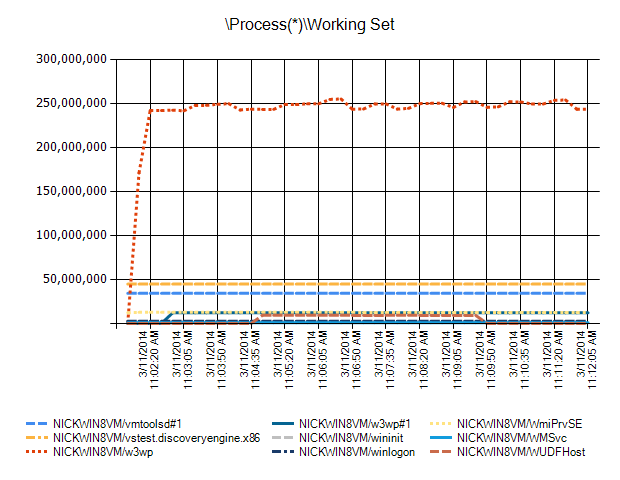 \Process(*)\Working Set
300,000,000
250,000,000
200,000,000
150,000,000
100,000,000
50,000,000
3/11/2014 11:02:20 AM
3/11/2014 11:03:05 AM
3/11/2014 11:03:50 AM
3/11/2014 11:04:35 AM
3/11/2014 11:05:20 AM
3/11/2014 11:06:05 AM
3/11/2014 11:06:50 AM
3/11/2014 11:07:35 AM
3/11/2014 11:08:20 AM
3/11/2014 11:09:05 AM
3/11/2014 11:09:50 AM
3/11/2014 11:10:35 AM
3/11/2014 11:11:20 AM
3/11/2014 11:12:05 AM
NICKWIN8VM/vmtoolsd#1 NICKWIN8VM/w3wp#1 NICKWIN8VM/WmiPrvSE
NICKWIN8VM/vstest.discoveryengine.x86 NICKWIN8VM/wininit NICKWIN8VM/WMSvc
NICKWIN8VM/w3wp NICKWIN8VM/winlogon NICKWIN8VM/WUDFHost